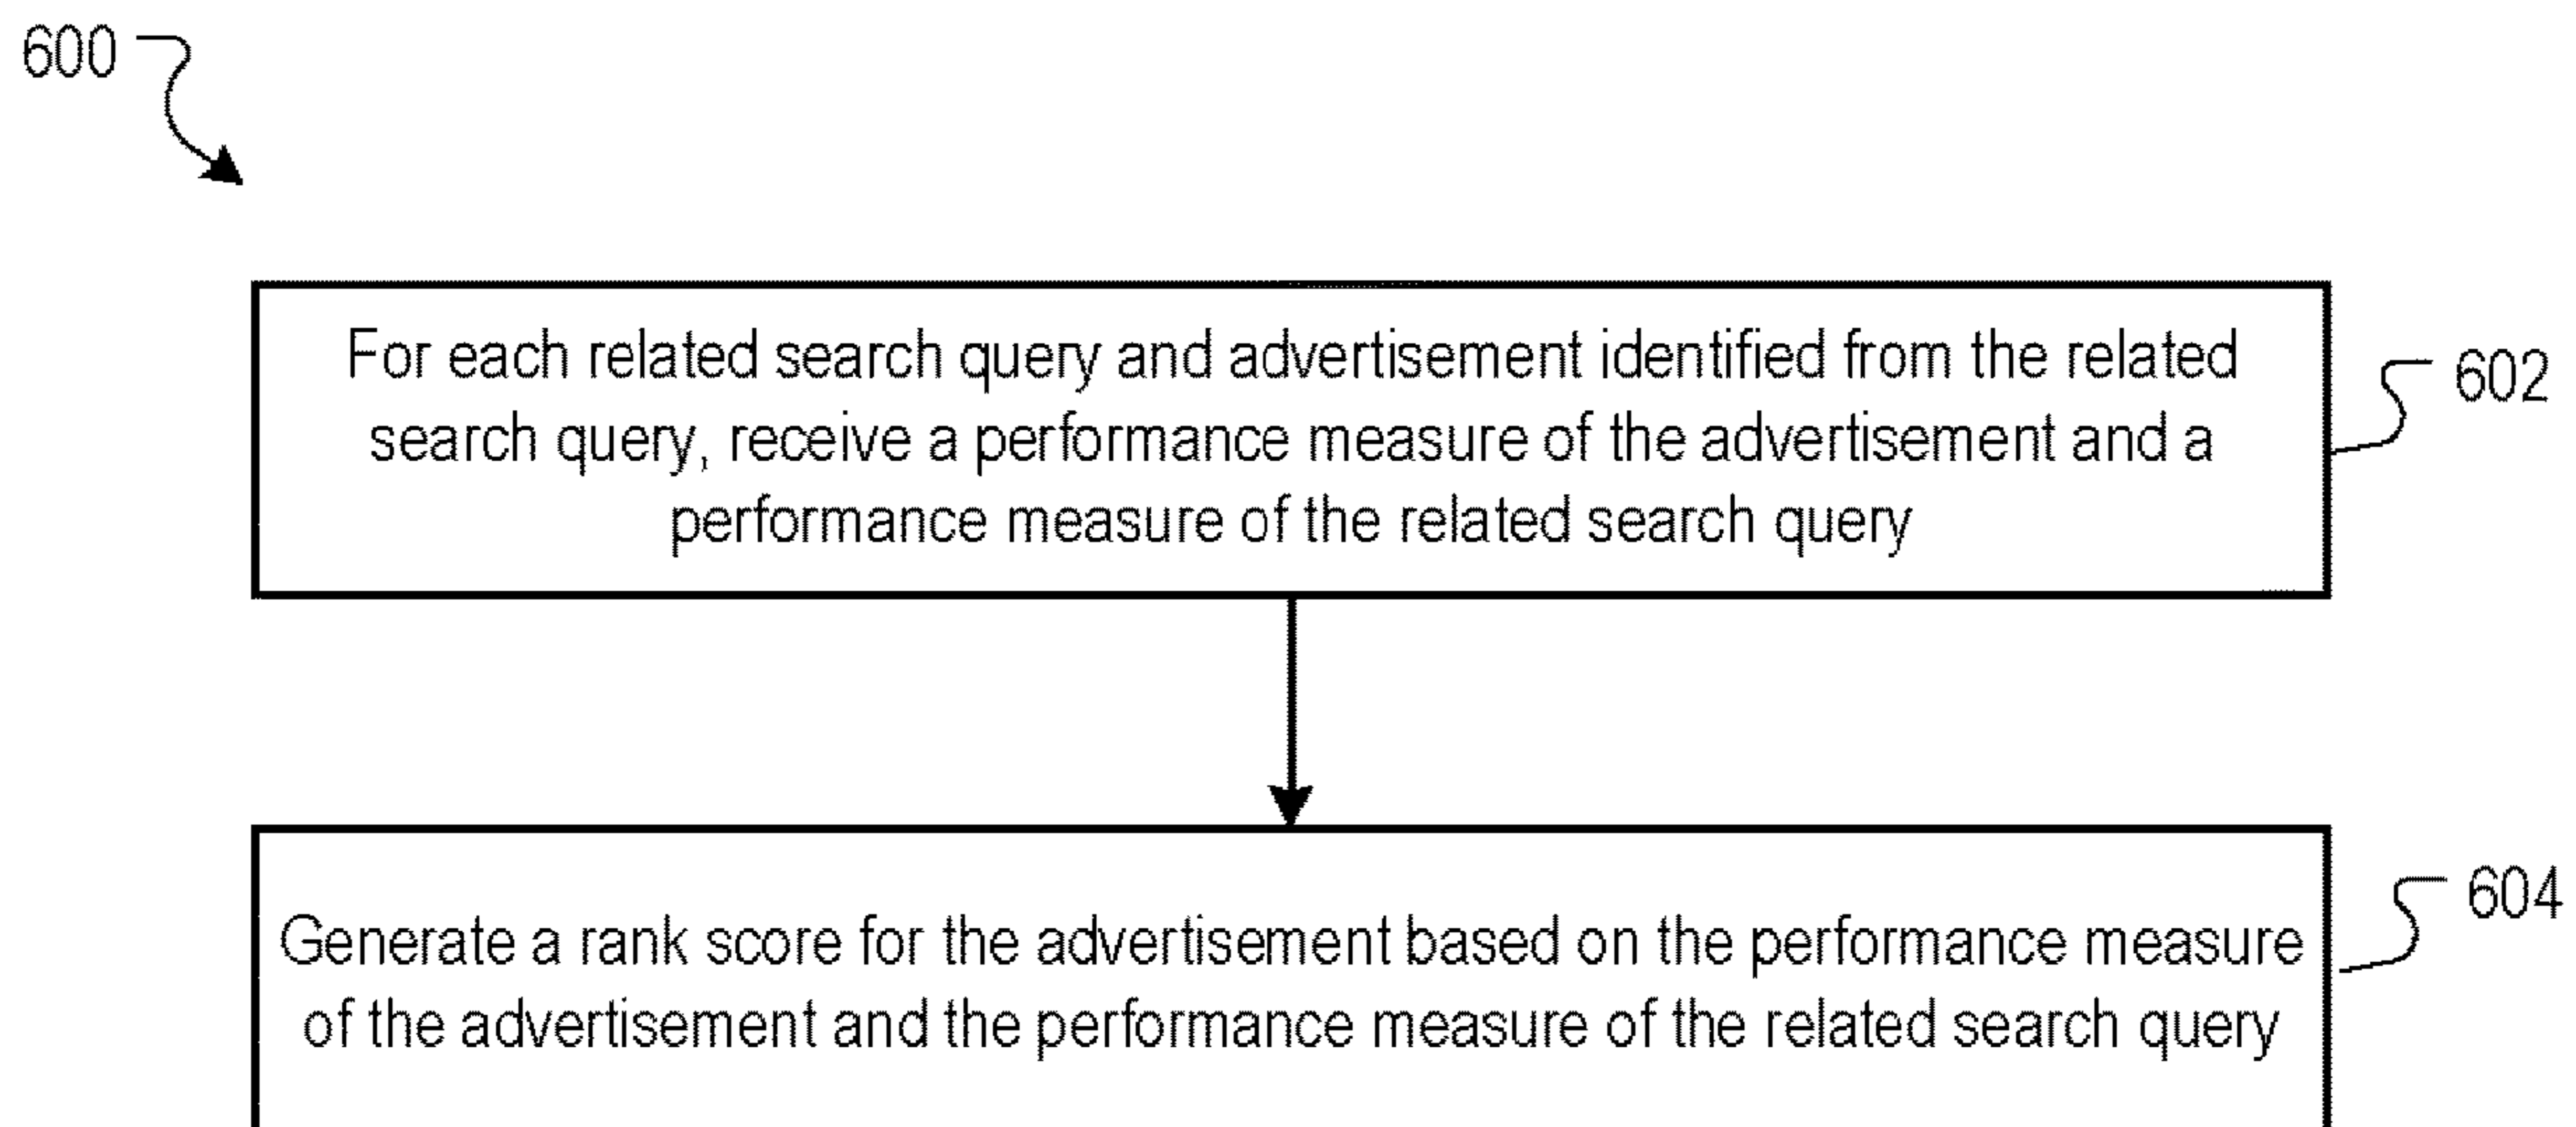 600
For each related search query and advertisement identified from the related
search query, receive a performance measure of the advertisement and a
performance measure of the related search query
602
Generate a rank score for the advertisement based on the performance measure
of the advertisement and the performance measure of the related search query
604